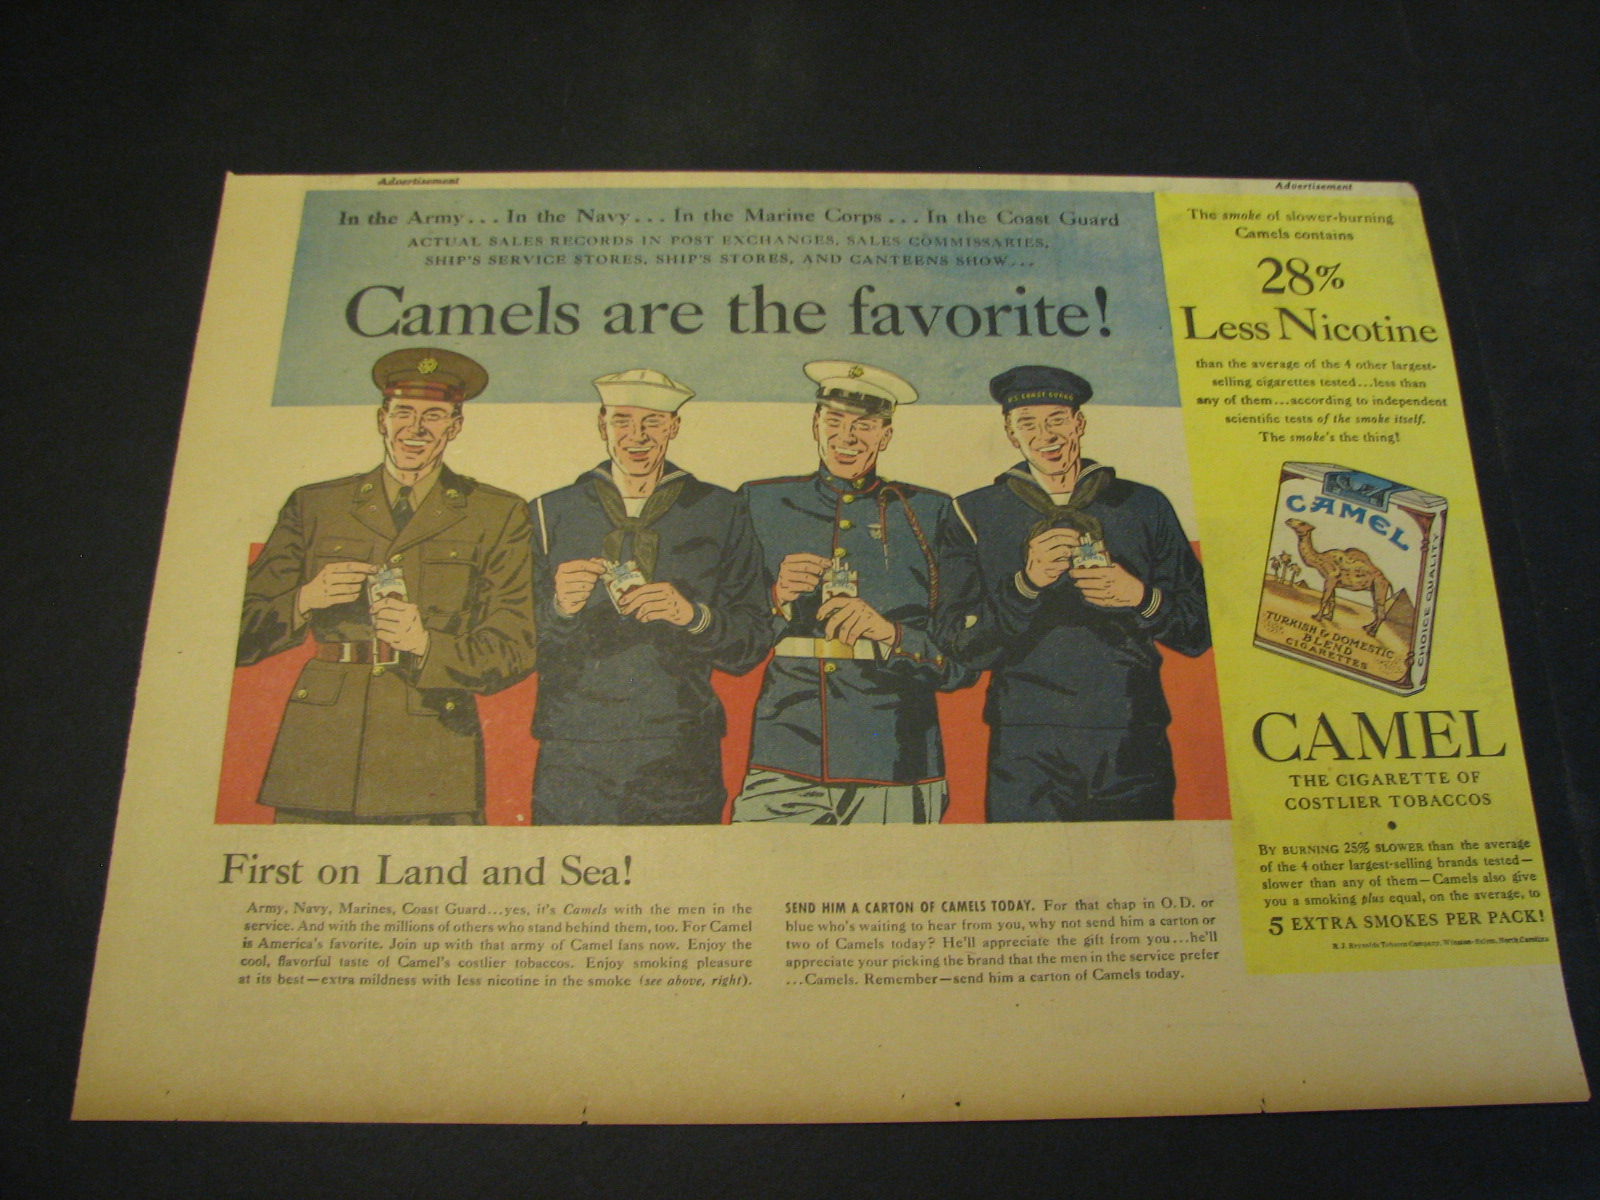 Advertisement
Advertisement
In the Army... In the Navy... In the Marine Corps... In the Coast Guard
ACTUAL SALES RECORDS IN POST EXCHANGES, SALES COMMISSARIES,
SHIP'S SERVICE STORES, SHIP'S STORES, AND CANTEENS SHOW...
Camels are the favorite!
U.S. COAST GUARD
CAMEL
CAMEL
CAMEL
CAMEL
First on Land and Sea!
Army, Navy, Marines, Coast Guard...yes, it's Camels with the men in the
service. And with the millions of others who stand behind them, too. For Camel
is America's favorite. Join up with that army of Camel fans now. Enjoy the
cool, flavorful taste of Camel's costlier tobaccos. Enjoy smoking pleasure
at its best—extra mildness with less nicotine in the smoke (see above, right).
SEND HIM A CARTON OF CAMELS TODAY. For that chap in O.D. or
blue who's waiting to hear from you, why not send him a carton or
two of Camels today? He'll appreciate the gift from you...he'll
appreciate your picking the brand that the men in the service prefer
...Camels. Remember—send him a carton of Camels today.
The smoke of slower-burning
Camels contains
28%
Less Nicotine
than the average of the 4 other largest-
selling cigarettes tested...less than
any of them...according to independent
scientific tests of the smoke itself.
The smoke's the thing!
CAMEL
TURKISH & DOMESTIC
BLEND
CIGARETTES
CHOICE QUALITY
CAMEL
THE CIGARETTE OF
COSTLIER TOBACCOS
BY BURNING 25% SLOWER than the average
of the 4 other largest-selling brands tested—
slower than any of them—Camels also give
you a smoking plus equal, on the average, to
5 EXTRA SMOKES PER PACK!
R. J. Reynolds Tobacco Company, Winston-Salem, North Carolina